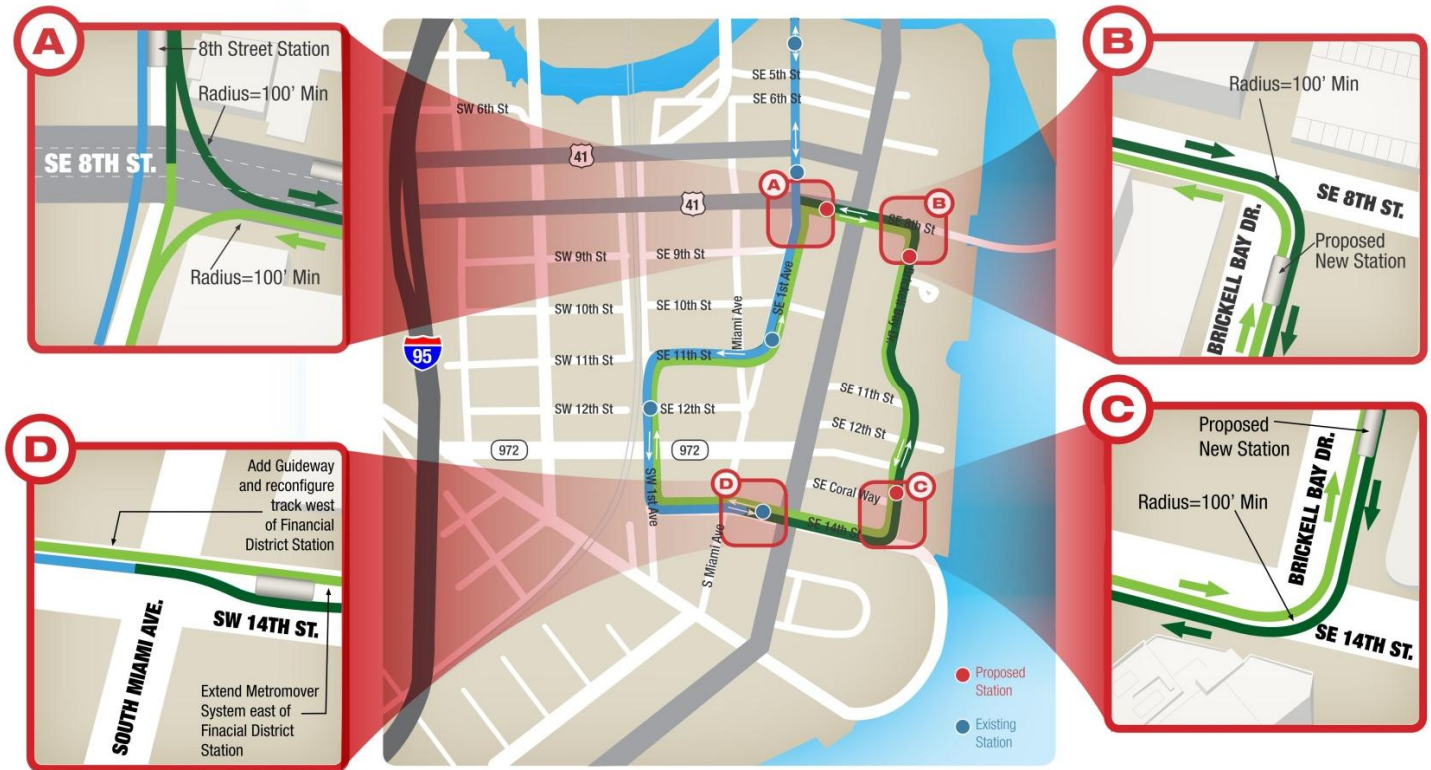 A
8th Street Station
Radius=100' Min
SE 8TH ST.
Radius=100' Min
B
Radius=100' Min
SE 8TH ST.
BRICKELL BAY DR.
Proposed
New Station
SE 5th St
SE 6th St
SW 6th St
41
41
A
B
SE 8th St
SW 9th St
SE 9th St
SE 1st Ave
Brickell Bay Dr.
SW 10th St
SE 10th St
Miami Ave
95
SW 11th St
SE 11th St
SE 11th St
SW 12th St
SE 12th St
SE 12th St
972
972
SW 1st Ave
D
SE Coral Way
C
SE 14th St
S Miami Ave
Proposed
Station
Existing
Station
D
Add Guideway
and reconfigure
track west
of Financial
District Station
SW 14TH ST.
SOUTH MIAMI AVE.
Extend Metromover
System east of
Finacial District
Station
C
Proposed
New Station
BRICKELL BAY DR.
Radius=100' Min
SE 14TH ST.